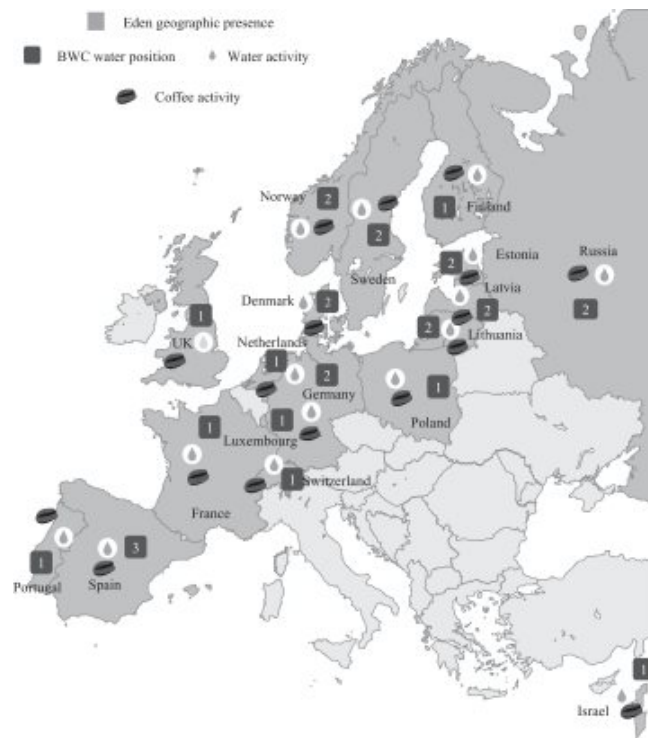 Eden geographic presence
BWC water position Water activity
Coffee activity
Norway 2
2
1 Finland
Sweden
2 Estonia
Russia
Latvia
2
Denmark 2
1
UK
Netherlands 1
2 Lithuania
2
Germany 2
1
Poland
1
Luxembourg
1
France
Switzerland
1
3
1
Portugal Spain
1
Israel